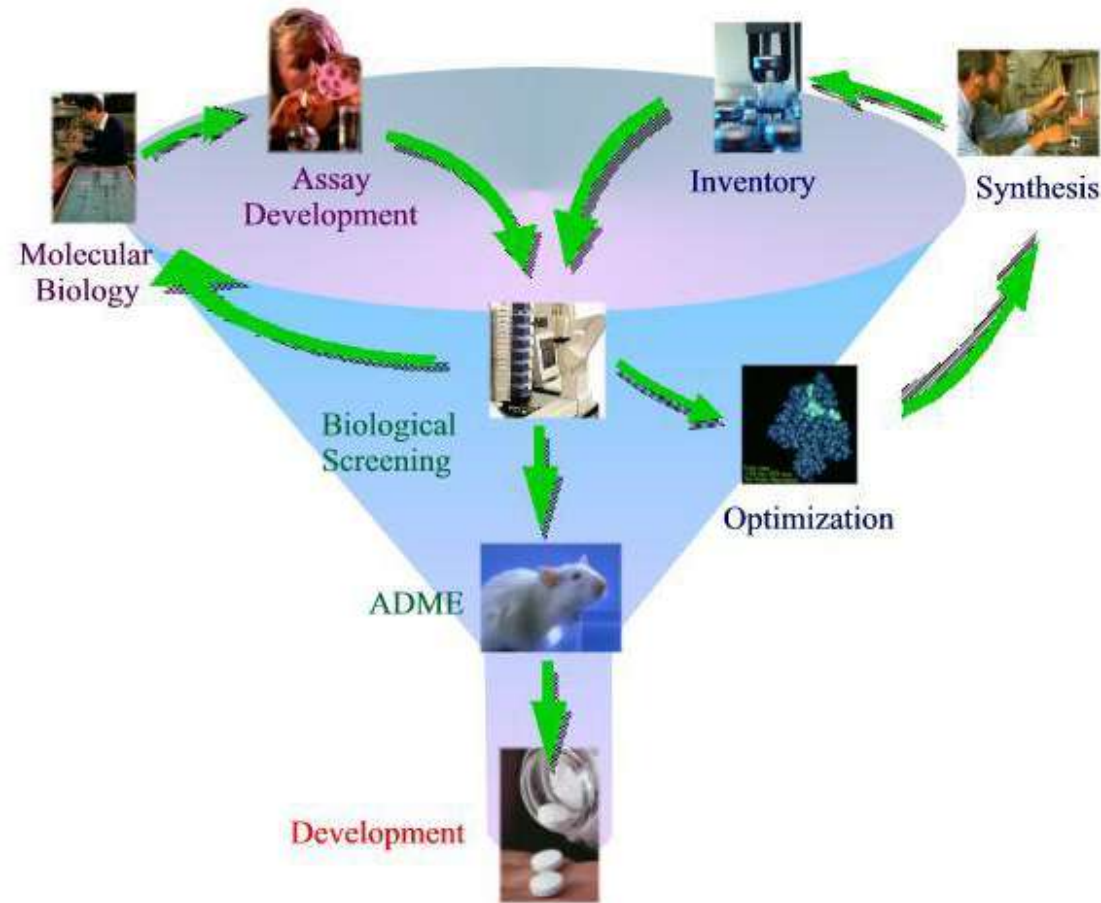 Assay
Development
Inventory
Synthesis
Molecular
Biology
Biological
Screening
Optimization
ADME
Development